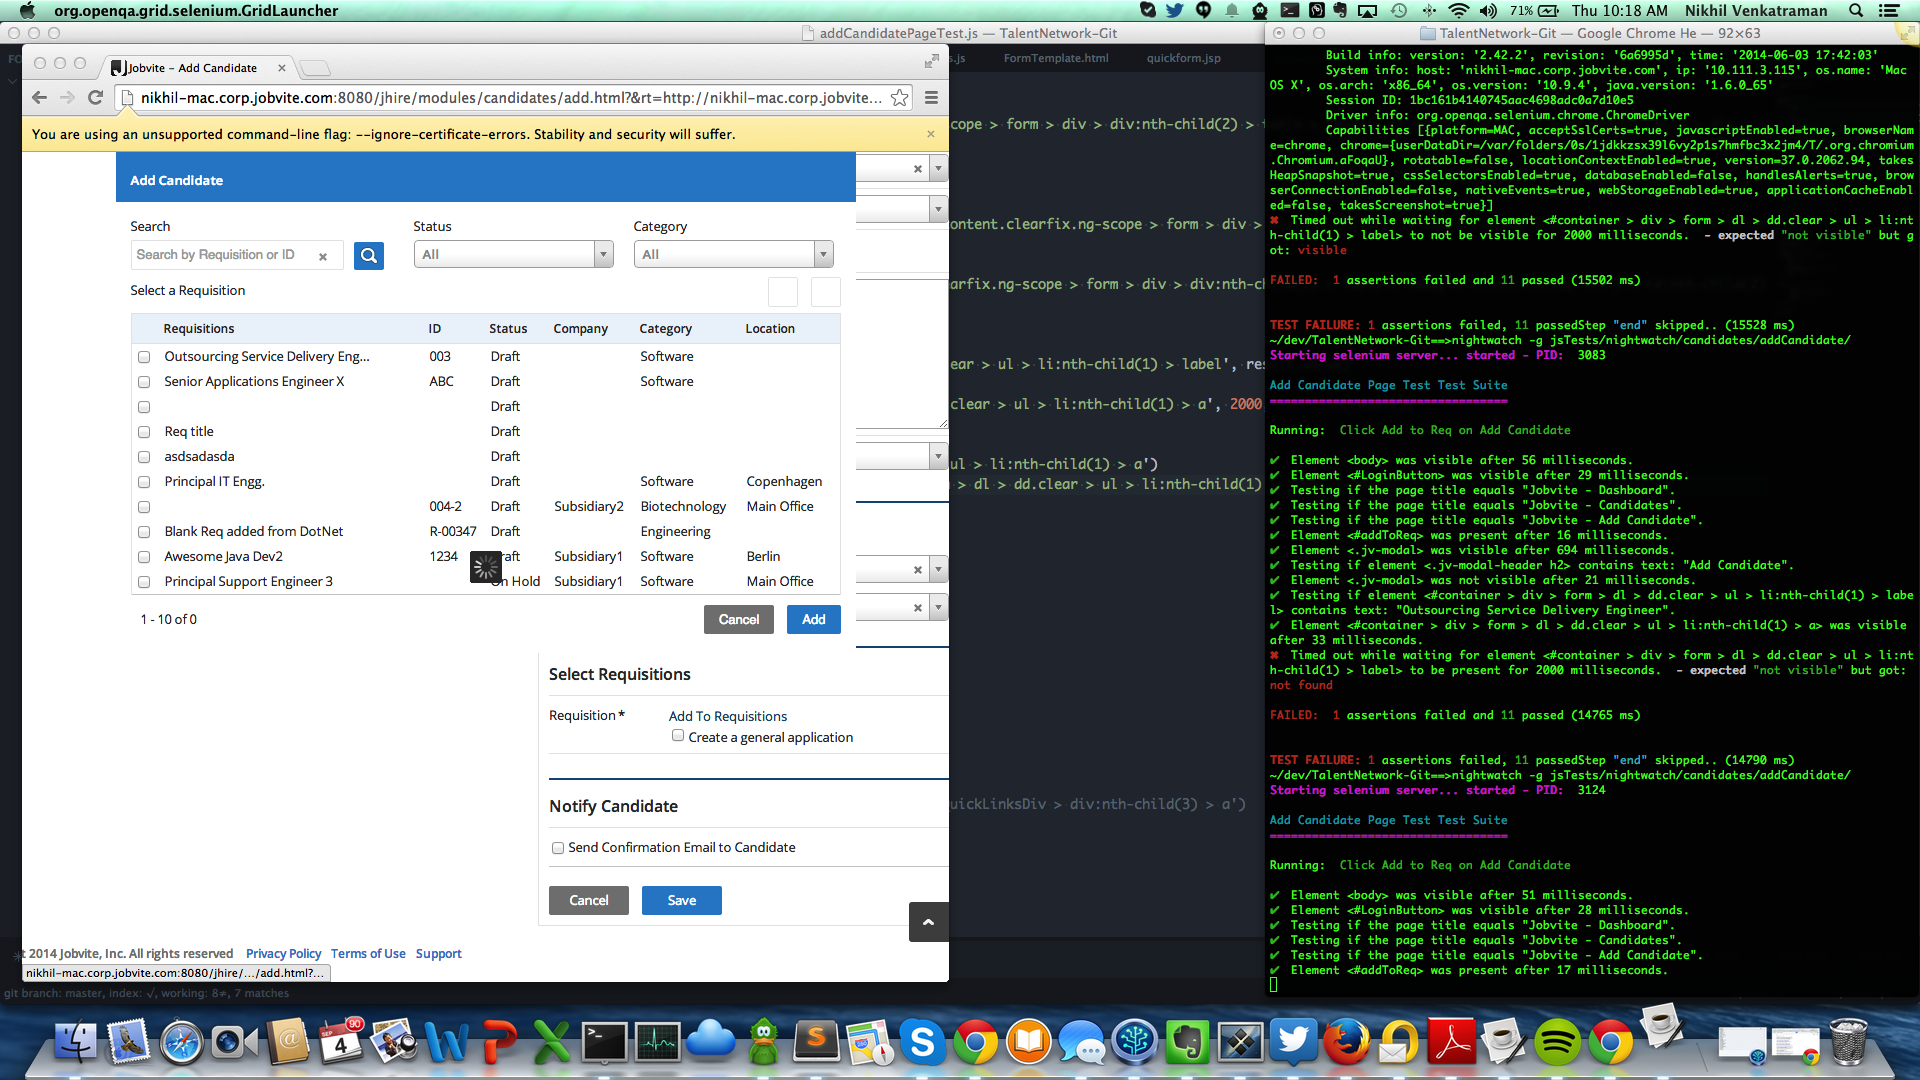 org.openqa.grid.selenium.GridLauncher
71%
Thu 10:18 AM
Nikhil Venkatraman
addCandidatePageTest.js — TalentNetwork-Git
Jobvite – Add Candidate
nikhil-mac.corp.jobvite.com:8080/jhire/modules/candidates/add.html?&rt=http://nikhil-mac.corp.jobvite...
You are using an unsupported command-line flag: --ignore-certificate-errors. Stability and security will suffer.
Add Candidate
Search
Status
Category
Search by Requisition or ID
All
All
Select a Requisition
Requisitions ID Status Company Category Location
Outsourcing Service Delivery Eng... 003 Draft Software
Senior Applications Engineer X ABC Draft Software
Draft
Req title Draft
asdsadasda Draft
Principal IT Engg. Draft Software Copenhagen
004-2 Draft Subsidiary2 Biotechnology Main Office
Blank Req added from DotNet R-00347 Draft Engineering
Awesome Java Dev2 1234 raft Subsidiary1 Software Berlin
Principal Support Engineer 3 On Hold Subsidiary1 Software Main Office
1 - 10 of 0
Cancel
Add
Select Requisitions
Requisition *
Add To Requisitions
Create a general application
Notify Candidate
Send Confirmation Email to Candidate
Cancel
Save
t 2014 Jobvite, Inc. All rights reserved Privacy Policy Terms of Use Support
nikhil-mac.corp.jobvite.com:8080/jhire/.../add.html?...
git branch: master, index: √, working: 8≠, 7 matches
s.js
FormTemplate.html
quickform.jsp
cope > form > div > div:nth-child(2) >
ontent.clearfix.ng-scope > form > div >
arfix.ng-scope > form > div > div:nth-c
ear > ul > li:nth-child(1) > label', res
clear > ul > li:nth-child(1) > a', 2000
ul > li:nth-child(1) > a')
> dl > dd.clear > ul > li:nth-child(1)
uickLinksDiv > div:nth-child(3) > a')
TalentNetwork-Git — Google Chrome He — 92×63
Build info: version: '2.42.2', revision: '6a6995d', time: '2014-06-03 17:42:03'
System info: host: 'nikhil-mac.corp.jobvite.com', ip: '10.111.3.115', os.name: 'Mac
OS X', os.arch: 'x86_64', os.version: '10.9.4', java.version: '1.6.0_65'
Session ID: 1bc161b4140745aac4698adc0a7d10e5
Driver info: org.openqa.selenium.chrome.ChromeDriver
Capabilities [{platform=MAC, acceptSslCerts=true, javascriptEnabled=true, browserNam
e=chrome, chrome={userDataDir=/var/folders/0s/1jdkkzsx39l6vy2p1s7hmfbc3x2jm4/T/.org.chromium
.Chromium.aFoqaU}, rotatable=false, locationContextEnabled=true, version=37.0.2062.94, takes
HeapSnapshot=true, cssSelectorsEnabled=true, databaseEnabled=false, handlesAlerts=true, brow
serConnectionEnabled=false, nativeEvents=true, webStorageEnabled=true, applicationCacheEnabl
ed=false, takesScreenshot=true}]
✖ Timed out while waiting for element <#container > div > form > dl > dd.clear > ul > li:nt
h-child(1) > label> to not be visible for 2000 milliseconds. - expected "not visible" but g
ot: visible
FAILED: 1 assertions failed and 11 passed (15502 ms)
TEST FAILURE: 1 assertions failed, 11 passedStep "end" skipped.. (15528 ms)
~/dev/TalentNetwork-Git==>nightwatch -g jsTests/nightwatch/candidates/addCandidate/
Starting selenium server... started - PID: 3083
Add Candidate Page Test Test Suite
==================================
Running: Click Add to Req on Add Candidate
✔ Element <body> was visible after 56 milliseconds.
✔ Element <#LoginButton> was visible after 29 milliseconds.
✔ Testing if the page title equals "Jobvite - Dashboard".
✔ Testing if the page title equals "Jobvite - Candidates".
✔ Testing if the page title equals "Jobvite - Add Candidate".
✔ Element <#addToReq> was present after 16 milliseconds.
✔ Element <.jv-modal> was visible after 694 milliseconds.
✔ Testing if element <.jv-modal-header h2> contains text: "Add Candidate".
✔ Element <.jv-modal> was not visible after 21 milliseconds.
✔ Testing if element <#container > div > form > dl > dd.clear > ul > li:nth-child(1) > labe
l> contains text: "Outsourcing Service Delivery Engineer".
✔ Element <#container > div > form > dl > dd.clear > ul > li:nth-child(1) > a> was visible
after 33 milliseconds.
✖ Timed out while waiting for element <#container > div > form > dl > dd.clear > ul > li:nt
h-child(1) > label> to be present for 2000 milliseconds. - expected "not visible" but got:
not found
FAILED: 1 assertions failed and 11 passed (14765 ms)
TEST FAILURE: 1 assertions failed, 11 passedStep "end" skipped.. (14790 ms)
~/dev/TalentNetwork-Git==>nightwatch -g jsTests/nightwatch/candidates/addCandidate/
Starting selenium server... started - PID: 3124
Add Candidate Page Test Test Suite
==================================
Running: Click Add to Req on Add Candidate
✔ Element <body> was visible after 51 milliseconds.
✔ Element <#LoginButton> was visible after 28 milliseconds.
✔ Testing if the page title equals "Jobvite - Dashboard".
✔ Testing if the page title equals "Jobvite - Candidates".
✔ Testing if the page title equals "Jobvite - Add Candidate".
✔ Element <#addToReq> was present after 17 milliseconds.
SEP
4
90